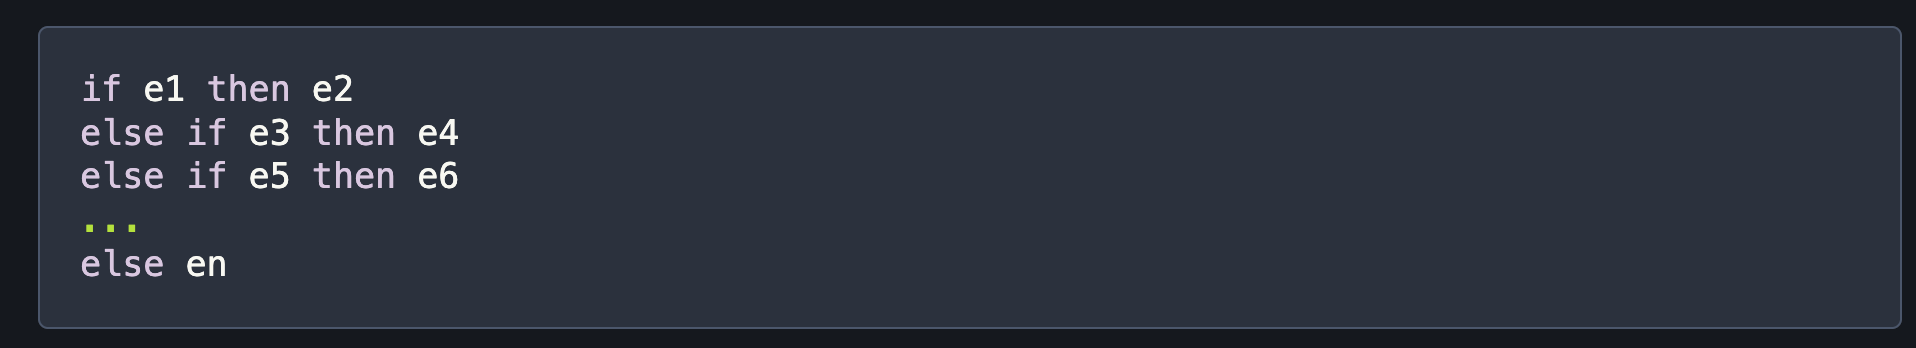 if e1 then e2
else if e3 then e4
else if e5 then e6
...
else en